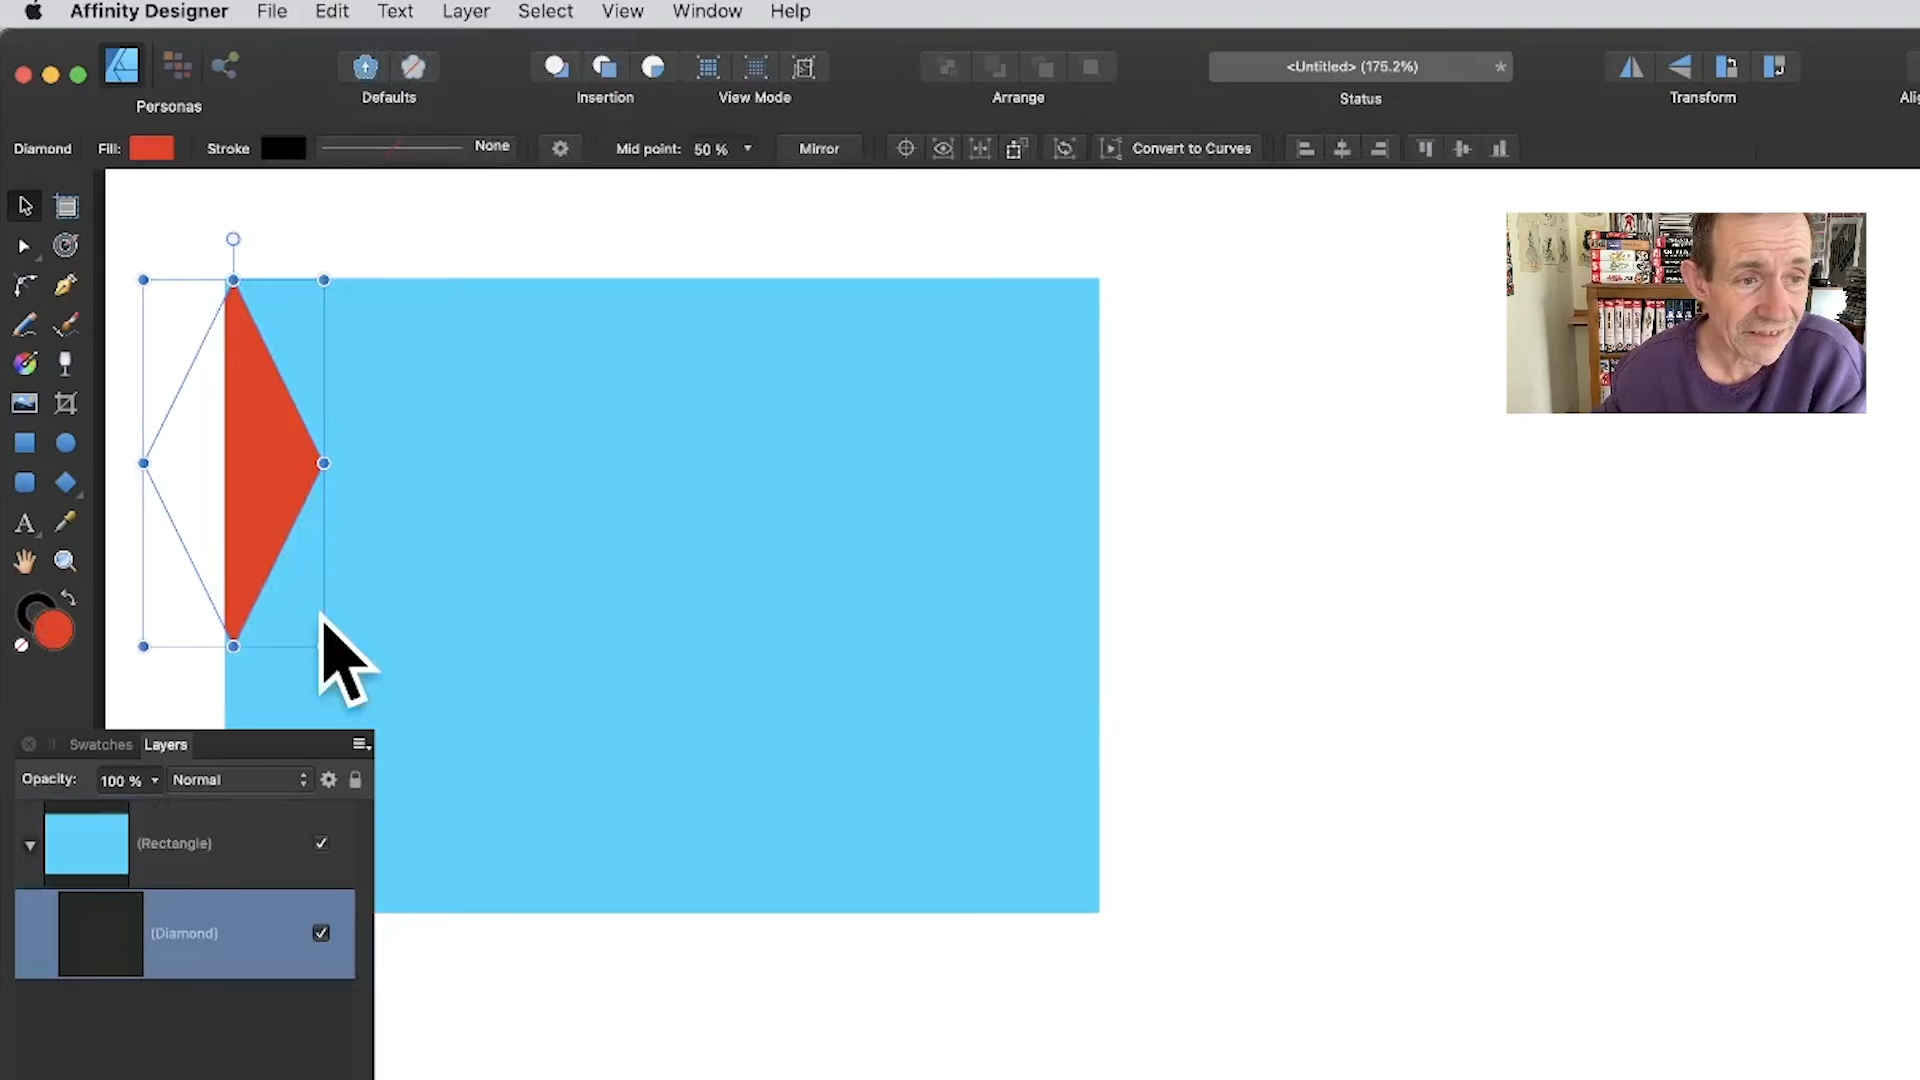 Affinity Designer File Edit Text Layer Select View Window Help
<Untitled> (175.2%) *
Personas Defaults Insertion View Mode Arrange Status Transform
Diamond Fill: Stroke None Mid point: 50 % Mirror Convert to Curves
Swatches Layers
Opacity: 100 % Normal
(Rectangle)
(Diamond)